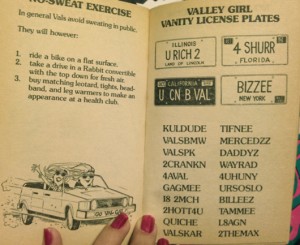 NO-SWEAT EXERCISE
In general Vals avoid sweating in public.
They will however:
1. ride a bike on a flat surface.
2. take a drive in a Rabbit convertible
with the top down for fresh air.
3. buy matching leotard, tights, head-
band, and leg warmers to make an
appearance at a health club.
VALLEY GIRL
VANITY LICENSE PLATES
ILLINOIS
U RICH 2
LAND OF LINCOLN
4 SHURR
FLORIDA
CALIFORNIA
U CN B VAL
BIZZEE
NEW YORK
KULDUDE TIFNEE
VALSBMW MERCEDZZ
VALSPK DADDYZ
2CRANKN WAYRAD
4AVAL 4UHUNY
GAGMEE URSOSLO
18 2MCH BILLEEZ
2HOTT4U TAMMEE
QUICHE L8AGN
VALSKAR 2THEMAX